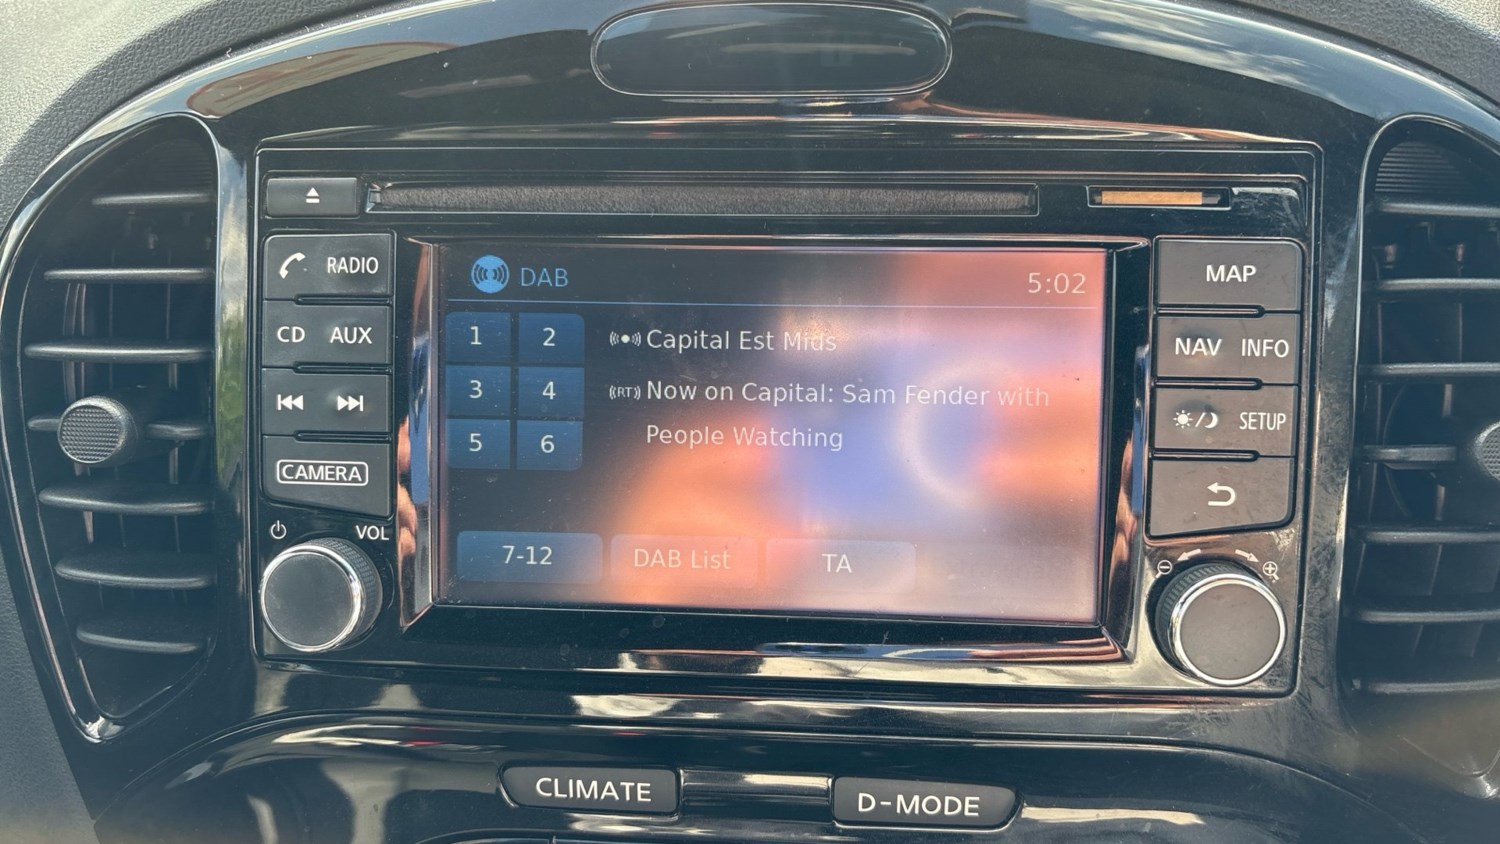 RADIO
CD AUX
CAMERA
VOL
DAB 5:02
1 2
3 4
5 6
Capital Est Mids
(RT) Now on Capital: Sam Fender with
People Watching
7-12 DAB List TA
MAP
NAV INFO
SETUP
CLIMATE D-MODE